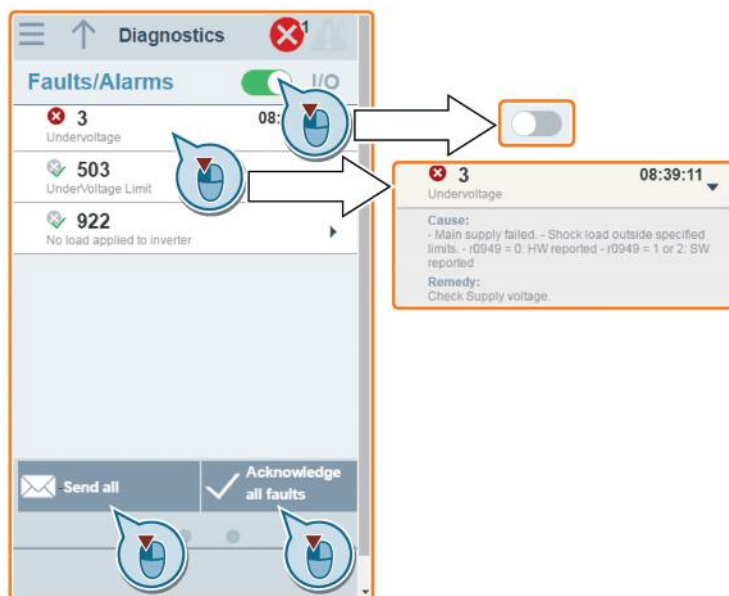 Diagnostics
1
Faults/Alarms
I/O
3
08:
Undervoltage
503
UnderVoltage Limit
922
No load applied to inverter
Send all
Acknowledge
all faults
3
08:39:11
Undervoltage
Cause:
- Main supply failed. - Shock load outside specified
limits. - r0949 = 0: HW reported - r0949 = 1 or 2: SW
reported
Remedy:
Check Supply voltage.